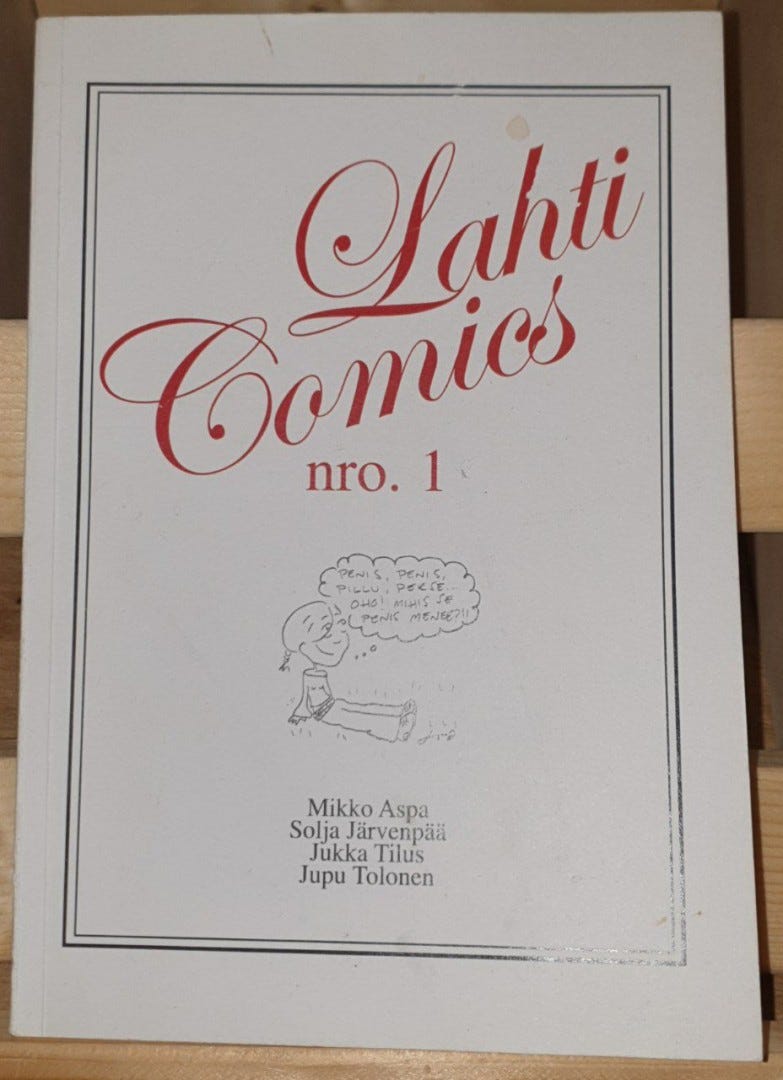 Lahti
Comics
nro. 1
PENIS, PENIS,
PILLU, PERSE...
OHO! MIHIS SE
PENIS MENEE?!!
Mikko Aspa
Solja Järvenpää
Jukka Tilus
Jupu Tolonen